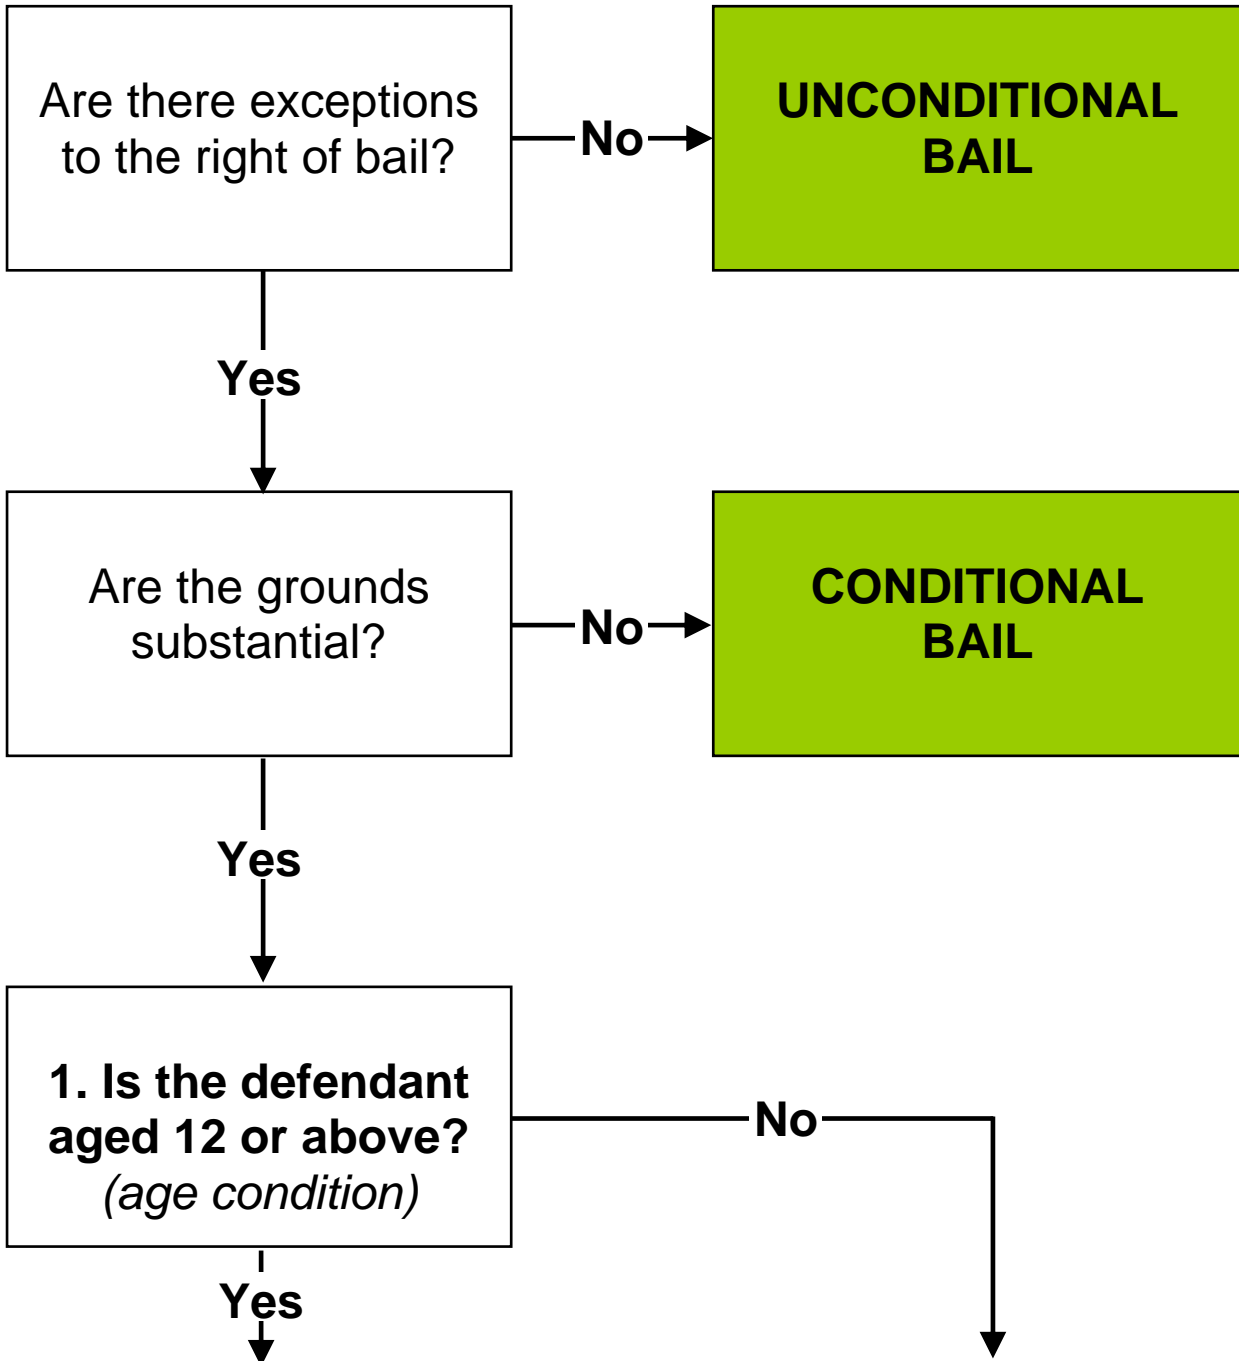 Are there exceptions
to the right of bail?
No
UNCONDITIONAL
BAIL
Yes
Are the grounds
substantial?
No
CONDITIONAL
BAIL
Yes
1. Is the defendant
aged 12 or above?
(age condition)
No
Yes